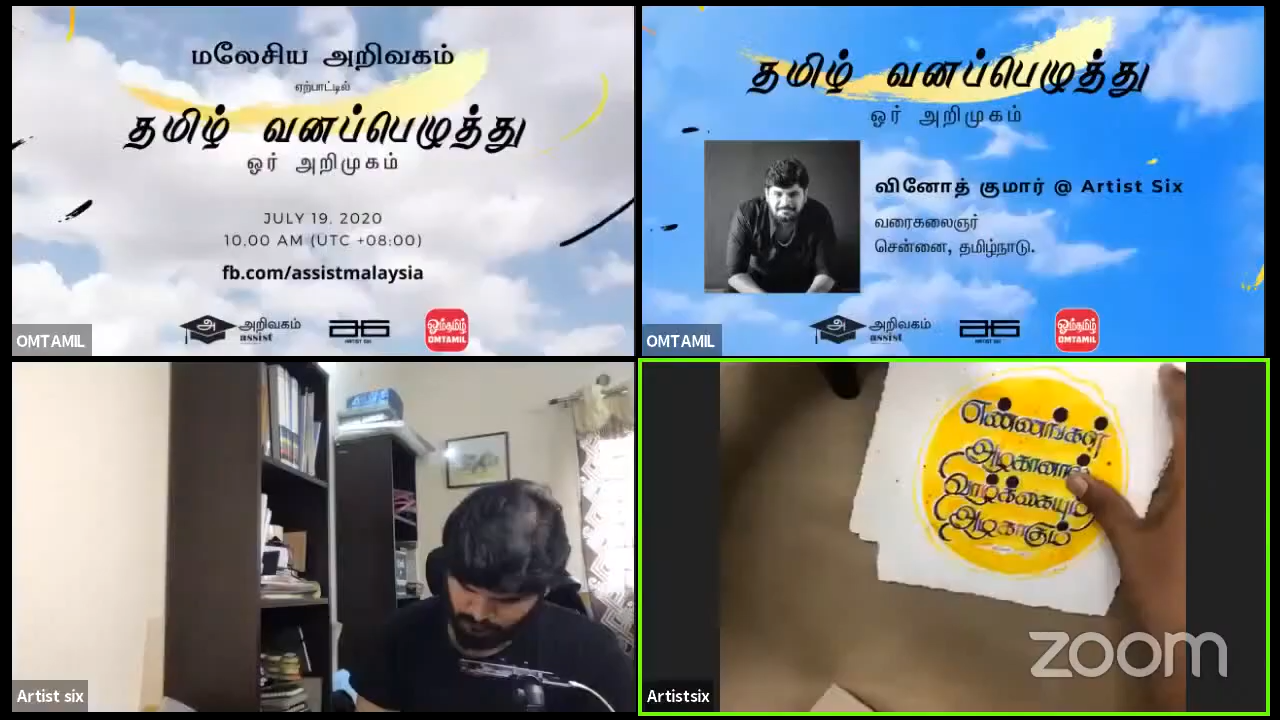 மலேசிய அறிவகம்
ஏற்பாட்டில்
தமிழ் வனப்பெழுத்து
ஓர் அறிமுகம்
JULY 19. 2020
10.00 AM (UTC +08:00)
fb.com/assistmalaysia
அ அறிவகம்
assist
ARTIST SIX
ஓம்தமிழ்
OMTAMIL
OMTAMIL
தமிழ் வனப்பெழுத்து
ஓர் அறிமுகம்
வினோத் குமார் @ Artist Six
வரைகலைஞர்
சென்னை, தமிழ்நாடு.
அ அறிவகம்
assist
ARTIST SIX
ஓம்தமிழ்
OMTAMIL
OMTAMIL
Artist six
எண்ணங்கள்
வாழ்க்கையும்
அழகாகும்
zoom
Artistsix